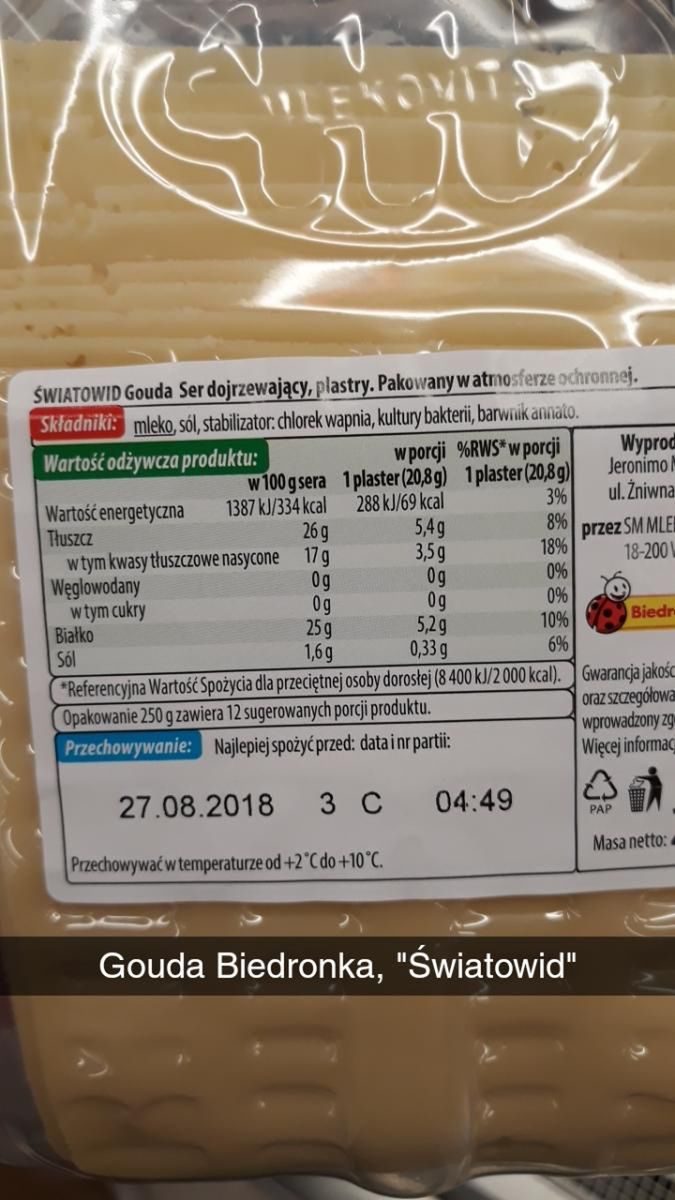 MLEKOVITA
ŚWIATOWID Gouda Ser dojrzewający, plastry. Pakowany w atmosferze ochronnej.
Składniki: mleko, sól, stabilizator: chlorek wapnia, kultury bakterii, barwnik annato.
Wartość odżywcza produktu:
w porcji %RWS* w porcji
w 100 g sera 1 plaster (20,8 g) 1 plaster (20,8 g)
Wartość energetyczna 1387 kJ/334 kcal 288 kJ/69 kcal 3%
Tłuszcz 26 g 5,4 g 8%
w tym kwasy tłuszczowe nasycone 17 g 3,5 g 18%
Węglowodany 0 g 0 g 0%
w tym cukry 0 g 0 g 0%
Białko 25 g 5,2 g 10%
Sól 1,6 g 0,33 g 6%
*Referencyjna Wartość Spożycia dla przeciętnej osoby dorosłej (8 400 kJ/2 000 kcal).
Opakowanie 250 g zawiera 12 sugerowanych porcji produktu.
Przechowywanie: Najlepiej spożyć przed: data i nr partii:
27.08.2018 3 C 04:49
Przechowywać w temperaturze od +2°C do +10°C.
Wyprod
Jeronimo
ul. Żniwna
przez SM MLE
18-200
Biedr
Gwarancja jakośc
oraz szczegółowa
wprowadzony zg
Więcej informac
PAP
Masa netto:
Gouda Biedronka, "Światowid"